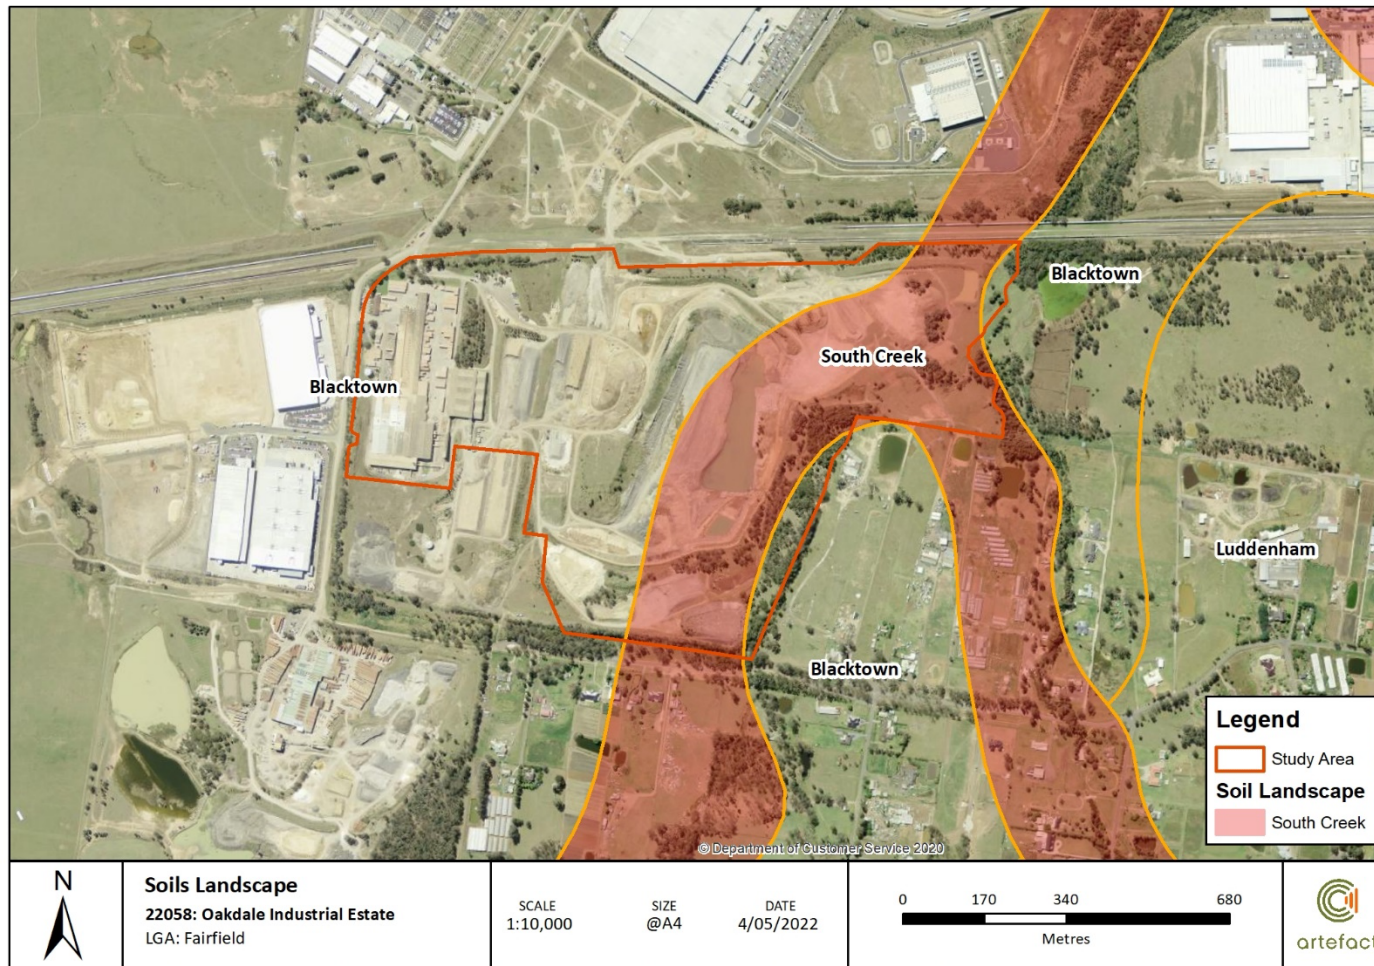 Blacktown
South Creek
Blacktown
Luddenham
Blacktown
Legend
Study Area
Soil Landscape
South Creek
© Department of Customer Service 2020
N
Soils Landscape
22058: Oakdale Industrial Estate
LGA: Fairfield
SCALE
1:10,000
SIZE
@A4
DATE
4/05/2022
0 170 340 680
Metres
artefact